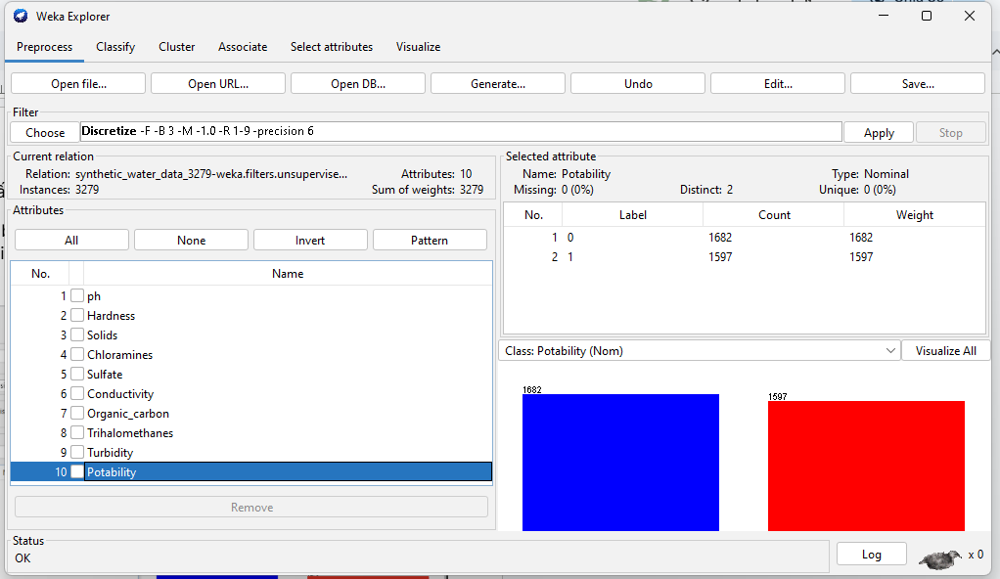 Weka Explorer
Preprocess Classify Cluster Associate Select attributes Visualize
Open file... Open URL... Open DB... Generate... Undo Edit... Save...
Filter
Choose Discretize -F -B 3 -M -1.0 -R 1-9 -precision 6 Apply Stop
Current relation
Relation: synthetic_water_data_3279-weka.filters.unsupervise... Attributes: 10
Instances: 3279 Sum of weights: 3279
Attributes
All None Invert Pattern
No. Name
1 ph
2 Hardness
3 Solids
4 Chloramines
5 Sulfate
6 Conductivity
7 Organic_carbon
8 Trihalomethanes
9 Turbidity
10 Potability
Remove
Selected attribute
Name: Potability Type: Nominal
Missing: 0 (0%) Distinct: 2 Unique: 0 (0%)
No. Label Count Weight
1 0 1682 1682
2 1 1597 1597
Class: Potability (Nom) Visualize All
1682
1597
Status
OK
Log x 0